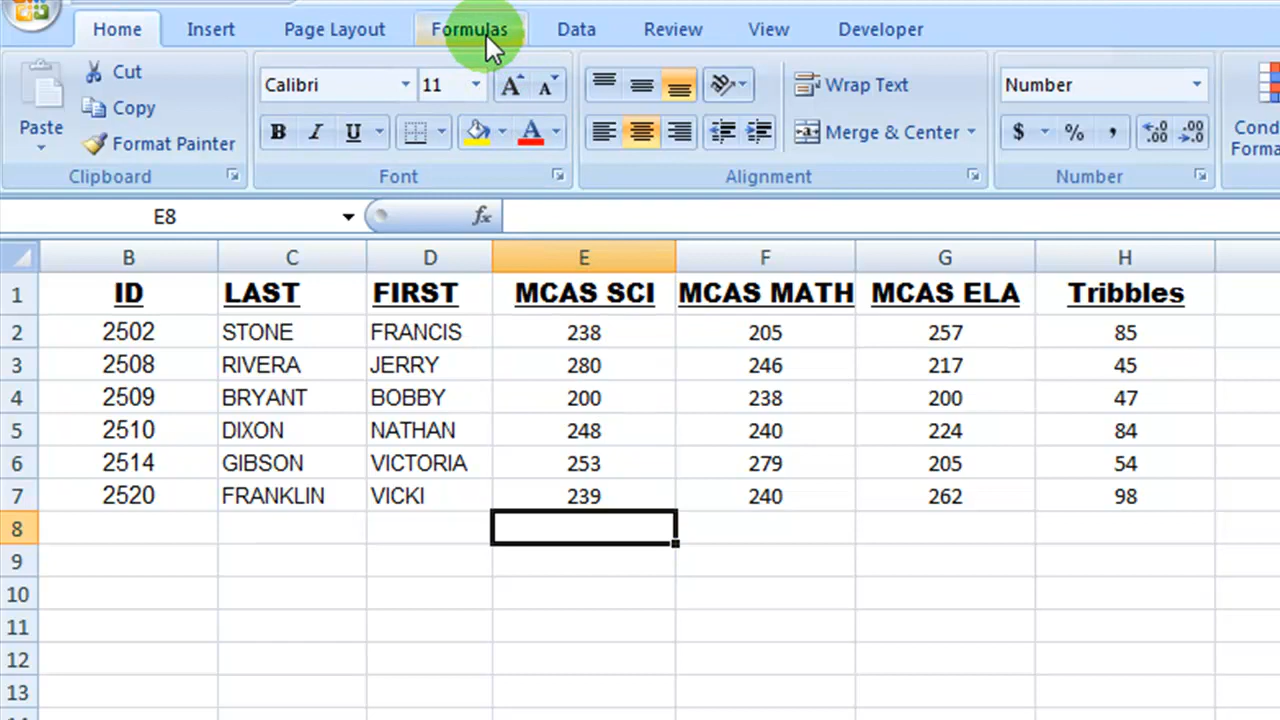 Home Insert Page Layout Formulas Data Review View Developer
Cut
Copy
Format Painter
Paste
Clipboard
Calibri 11 A A
B I U A
Font
Wrap Text
Merge & Center
Alignment
Number
$ % , .00 .00
Number
Cond
Forma
E8 fx
B C D E F G H
1 ID LAST FIRST MCAS SCI MCAS MATH MCAS ELA Tribbles
2 2502 STONE FRANCIS 238 205 257 85
3 2508 RIVERA JERRY 280 246 217 45
4 2509 BRYANT BOBBY 200 238 200 47
5 2510 DIXON NATHAN 248 240 224 84
6 2514 GIBSON VICTORIA 253 279 205 54
7 2520 FRANKLIN VICKI 239 240 262 98
8
9
10
11
12
13